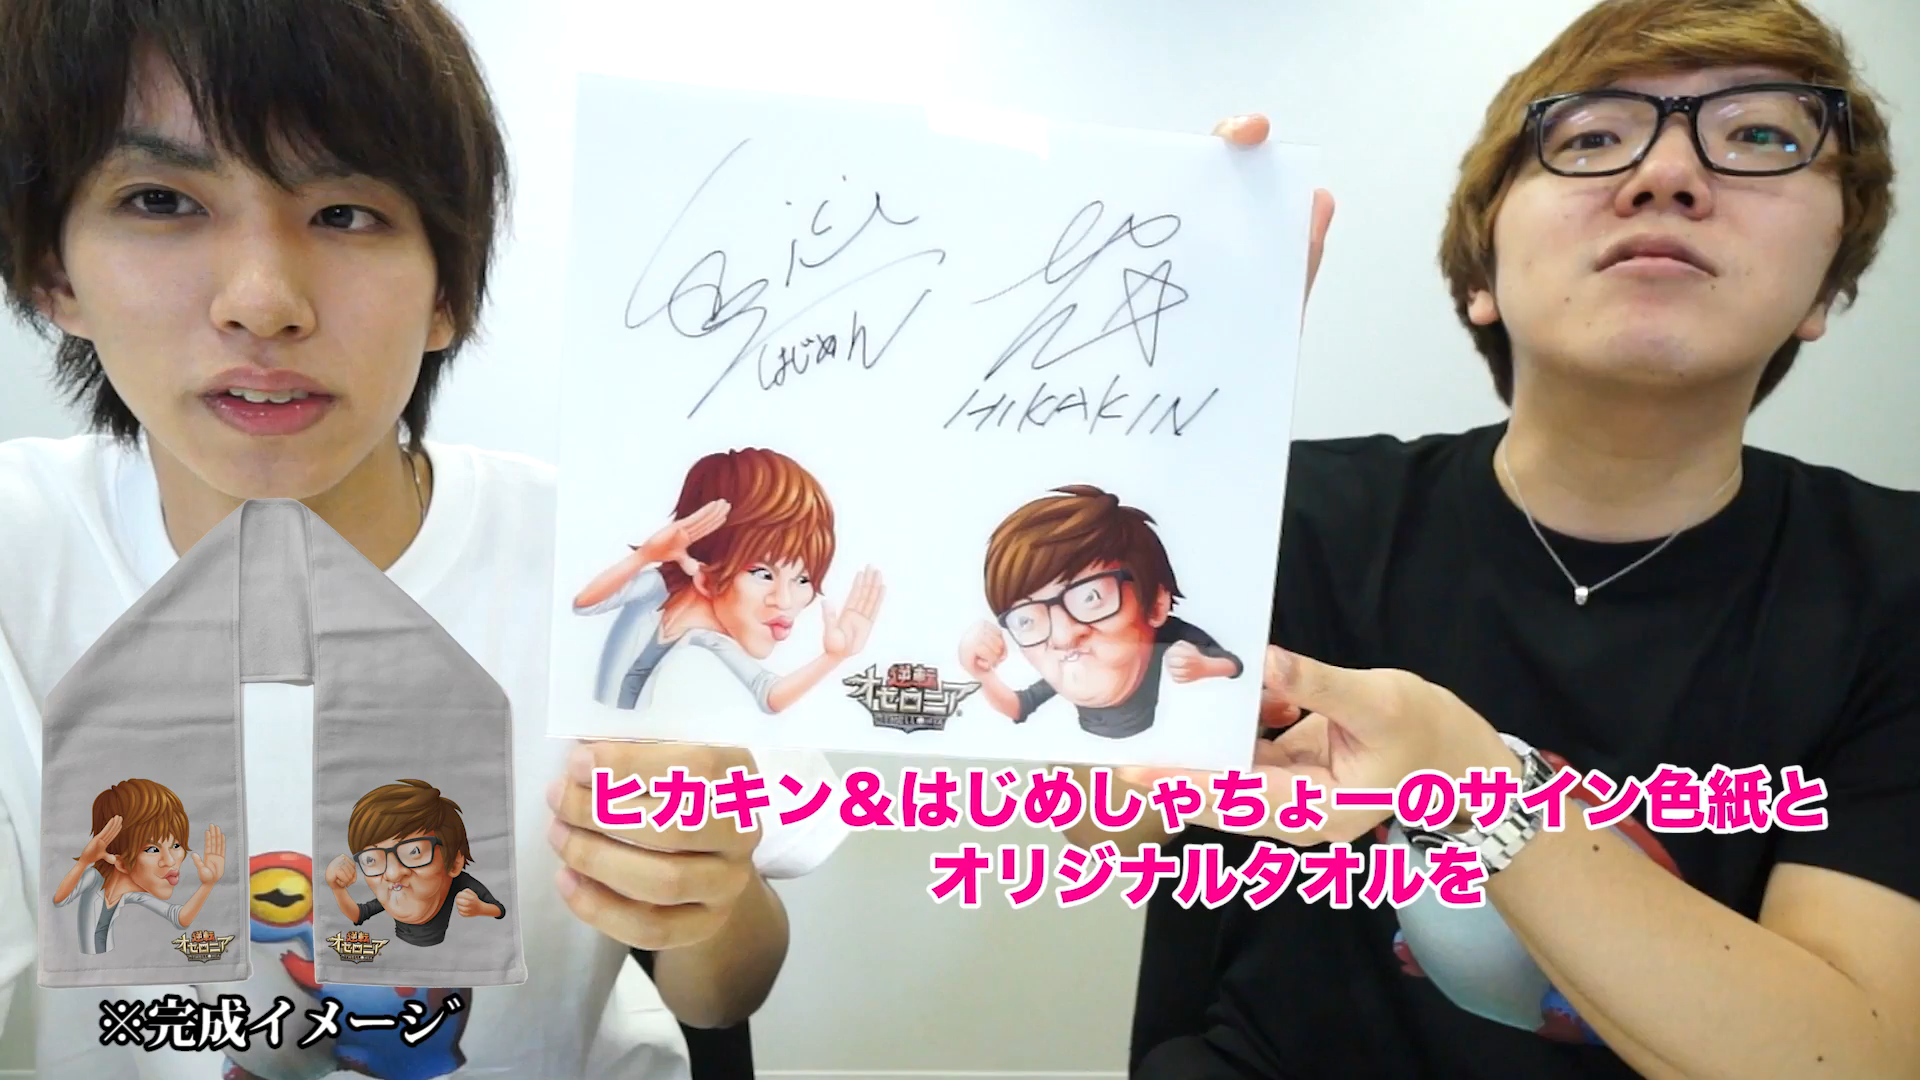 はじめん
HIKAKIN
逆転
オセロニア
ヒカキン＆はじめしゃちょーのサイン色紙と
オリジナルタオルを
逆転
オセロニア
逆転
オセロニア
※完成イメージ